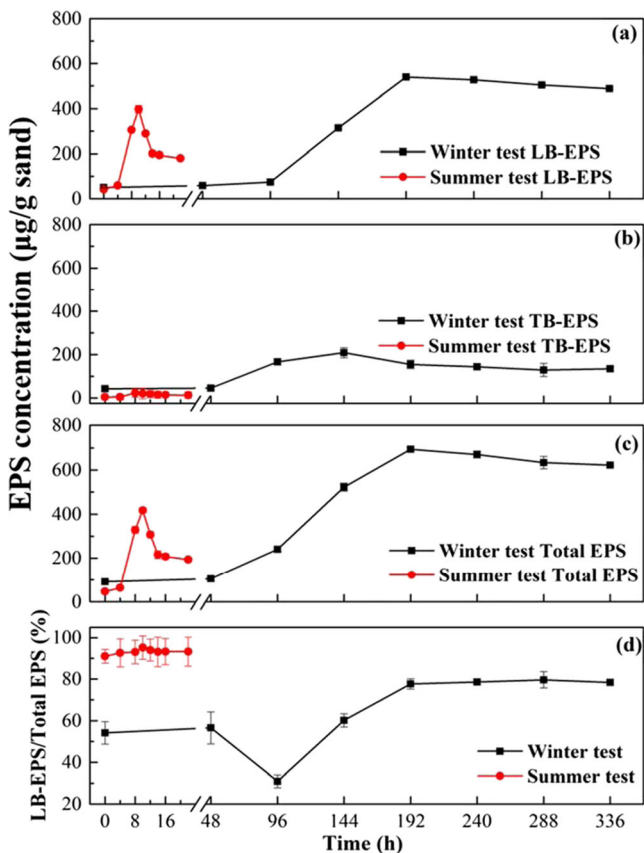 EPS concentration (µg/g sand)
800
600
400
200
0
(a)
Winter test LB-EPS
Summer test LB-EPS
800
600
400
200
0
(b)
Winter test TB-EPS
Summer test TB-EPS
800
600
400
200
0
(c)
Winter test Total EPS
Summer test Total EPS
LB-EPS/Total EPS (%)
100
80
60
40
20
(d)
Winter test
Summer test
0 8 16 48 96 144 192 240 288 336
Time (h)